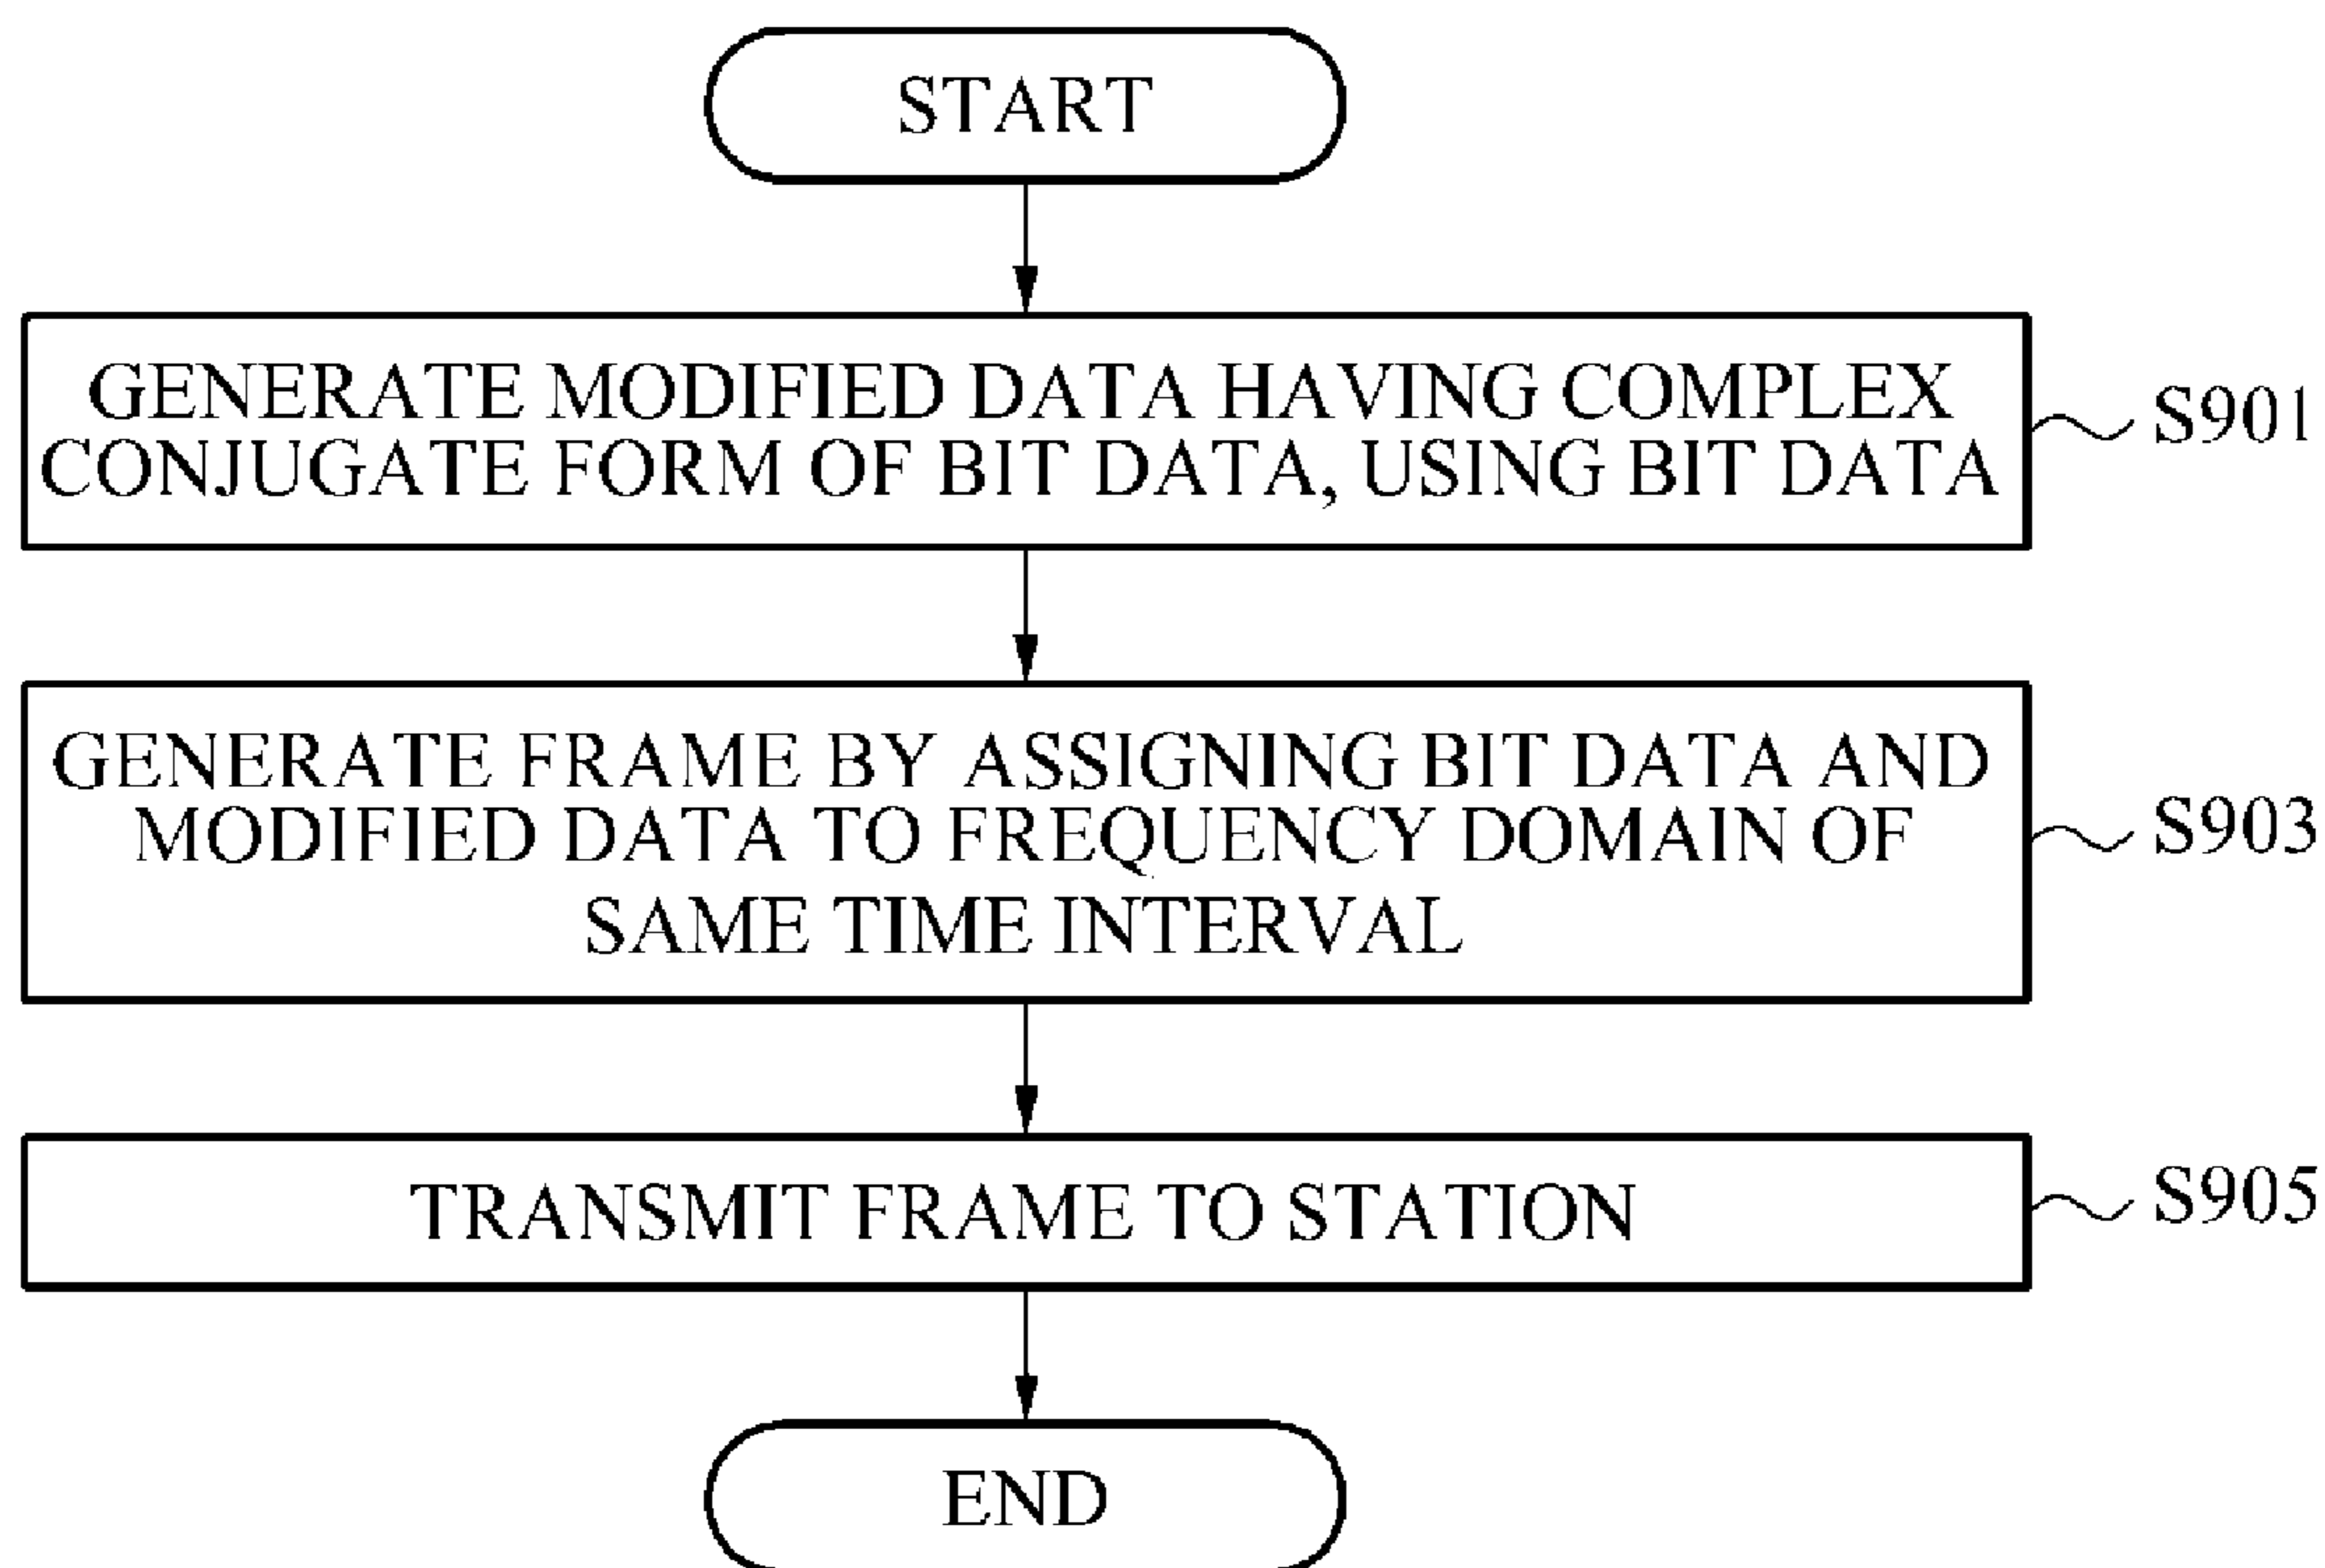 START
GENERATE MODIFIED DATA HAVING COMPLEX
CONJUGATE FORM OF BIT DATA, USING BIT DATA
S901
GENERATE FRAME BY ASSIGNING BIT DATA AND
MODIFIED DATA TO FREQUENCY DOMAIN OF
SAME TIME INTERVAL
S903
TRANSMIT FRAME TO STATION
S905
END